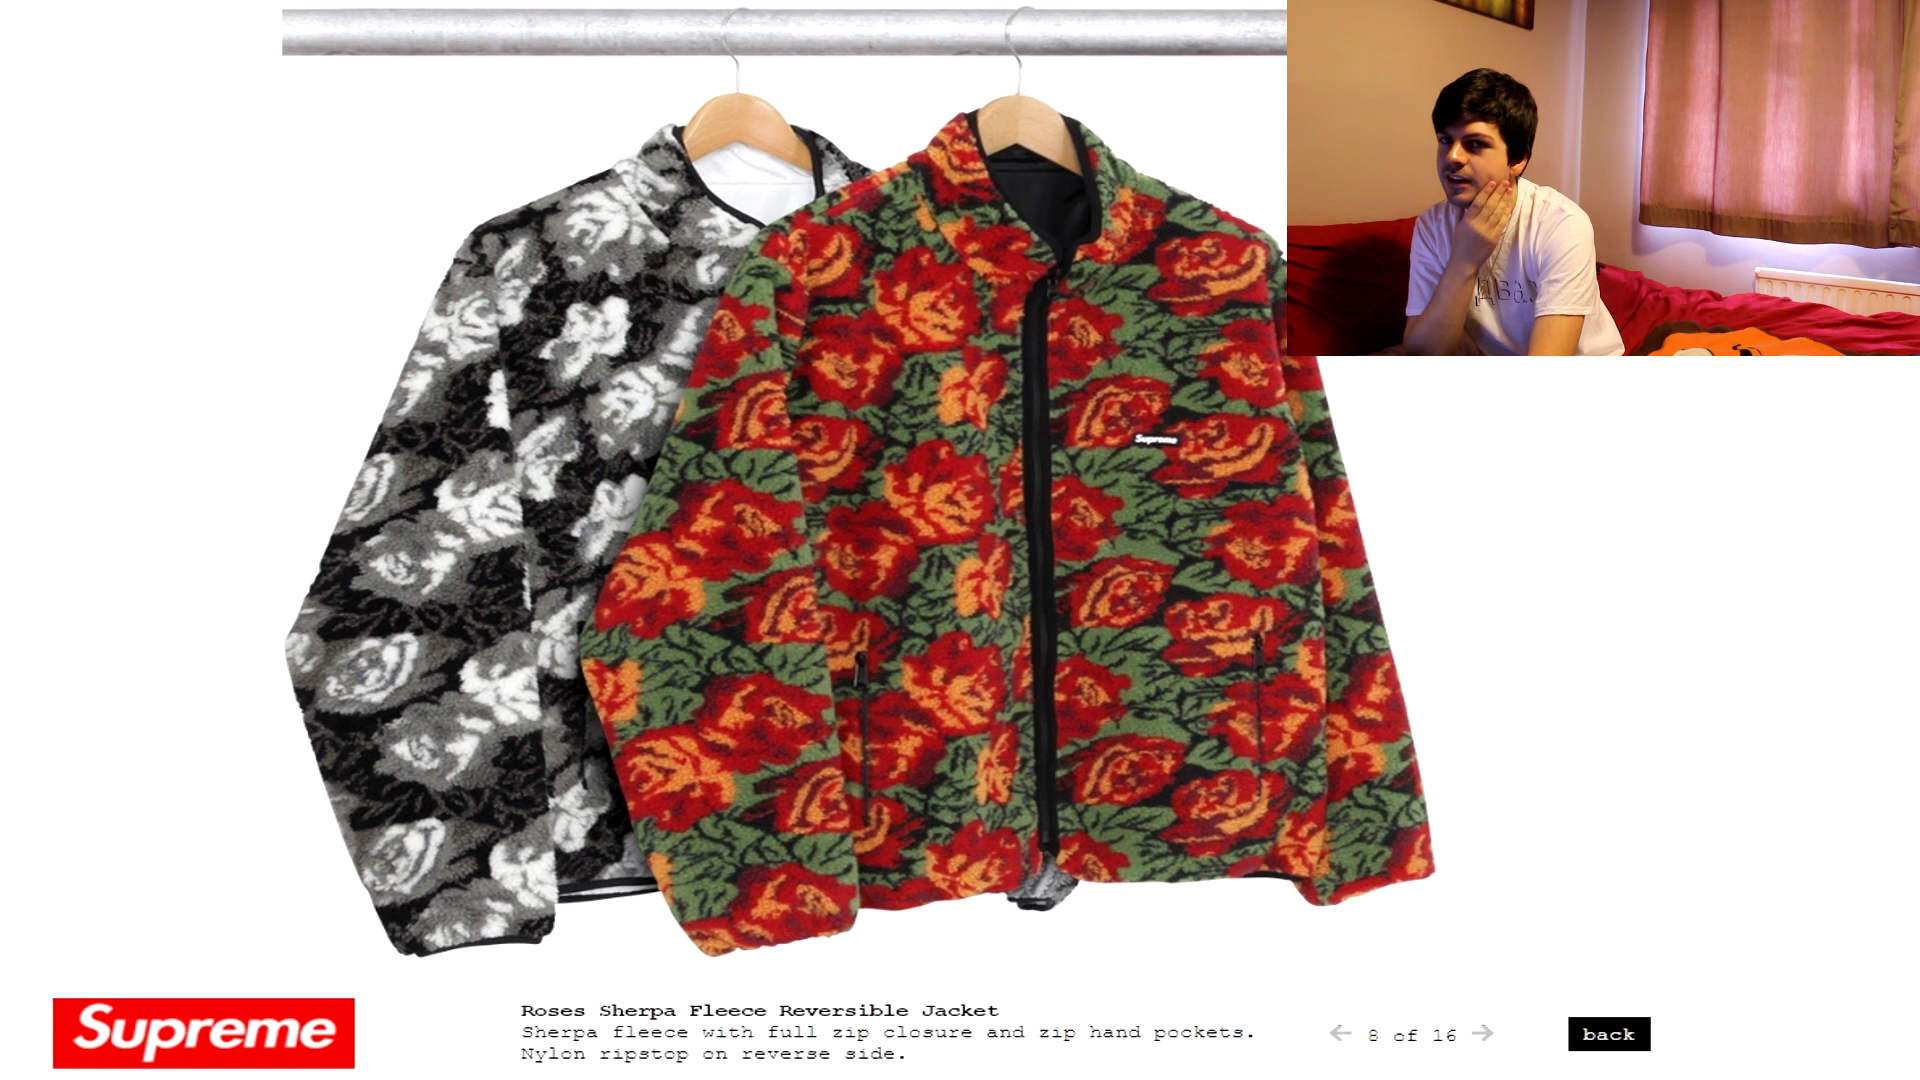 Supreme
Supreme
Roses Sherpa Fleece Reversible Jacket
Sherpa fleece with full zip closure and zip hand pockets.
Nylon ripstop on reverse side.
8 of 16
back